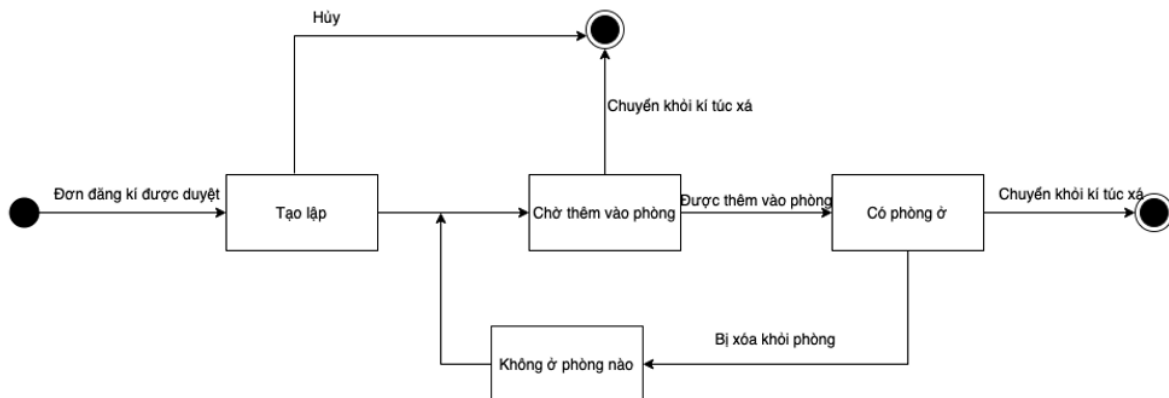 Hủy
Chuyển khỏi kí túc xá
Đơn đăng kí được duyệt
Tạo lập
Chờ thêm vào phòng
Được thêm vào phòng
Có phòng ở
Chuyển khỏi kí túc xá
Bị xóa khỏi phòng
Không ở phòng nào